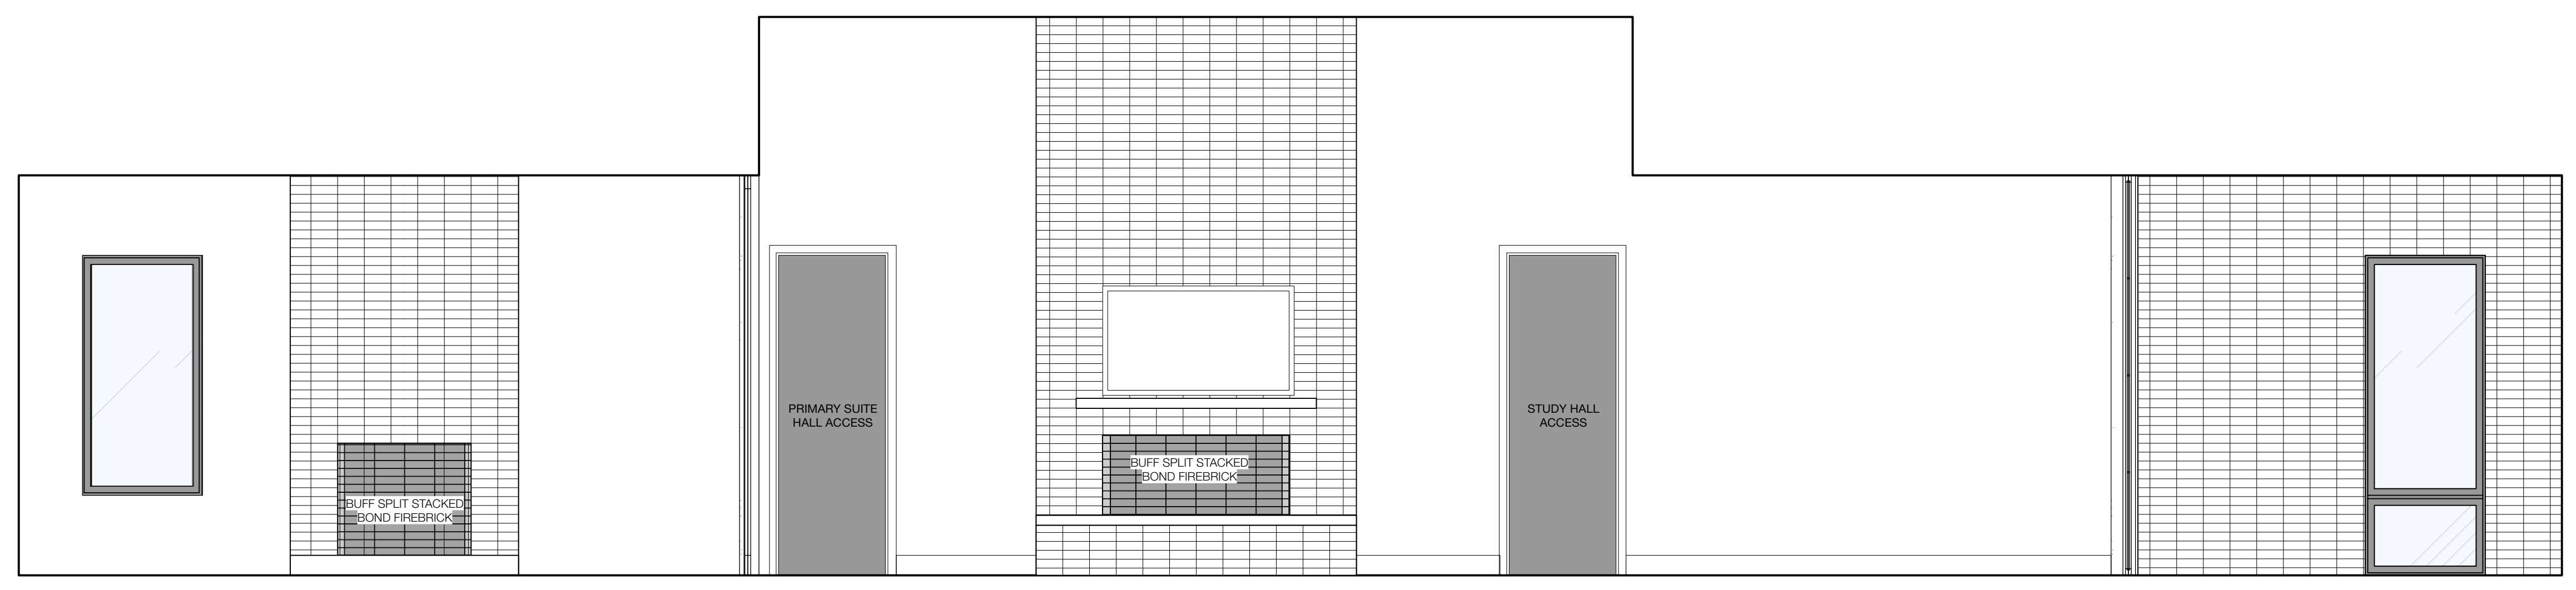 PRIMARY SUITE
HALL ACCESS
STUDY HALL
ACCESS
BUFF SPLIT STACKED
BOND FIREBRICK
BUFF SPLIT STACKED
BOND FIREBRICK